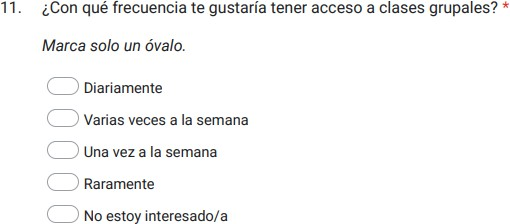 11. ¿Con qué frecuencia te gustaría tener acceso a clases grupales? *
Marca solo un óvalo.
Diariamente
Varias veces a la semana
Una vez a la semana
Raramente
No estoy interesado/a